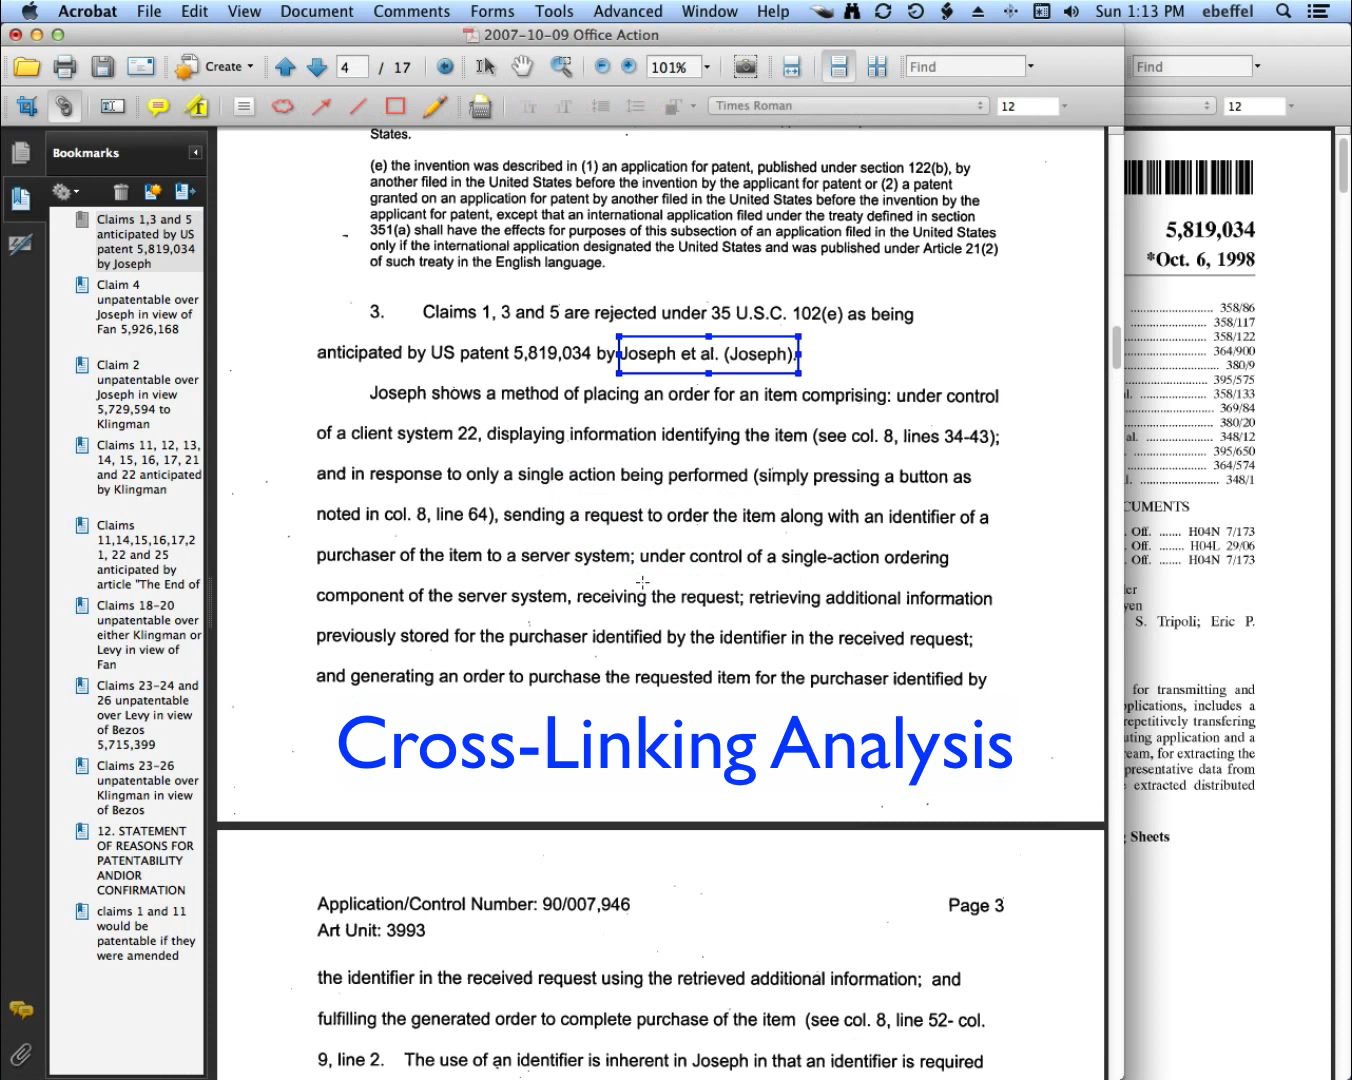 Acrobat File Edit View Document Comments Forms Tools Advanced Window Help Sun 1:13 PM ebeffel
2007-10-09 Office Action
Create 4 / 17 101% Find
Find
Times Roman 12
12
Bookmarks
Claims 1,3 and 5
anticipated by US
patent 5,819,034
by Joseph
Claim 4
unpatentable over
Joseph in view of
Fan 5,926,168
Claim 2
unpatentable over
Joseph in view
5,729,594 to
Klingman
Claims 11, 12, 13,
14, 15, 16, 17, 21
and 22 anticipated
by Klingman
Claims
11,14,15,16,17,2
1, 22 and 25
anticipated by
article "The End of
Claims 18-20
unpatentable over
either Klingman or
Levy in view of
Fan
Claims 23-24 and
26 unpatentable
over Levy in view
of Bezos
5,715,399
Claims 23-26
unpatentable over
Klingman in view
of Bezos
12. STATEMENT
OF REASONS FOR
PATENTABILITY
ANDIOR
CONFIRMATION
claims 1 and 11
would be
patentable if they
were amended
States.
(e) the invention was described in (1) an application for patent, published under section 122(b), by
another filed in the United States before the invention by the applicant for patent or (2) a patent
granted on an application for patent by another filed in the United States before the invention by the
applicant for patent, except that an international application filed under the treaty defined in section
351(a) shall have the effects for purposes of this subsection of an application filed in the United States
only if the international application designated the United States and was published under Article 21(2)
of such treaty in the English language.
3. Claims 1, 3 and 5 are rejected under 35 U.S.C. 102(e) as being
anticipated by US patent 5,819,034 by Joseph et al. (Joseph).
Joseph shows a method of placing an order for an item comprising: under control
of a client system 22, displaying information identifying the item (see col. 8, lines 34-43);
and in response to only a single action being performed (simply pressing a button as
noted in col. 8, line 64), sending a request to order the item along with an identifier of a
purchaser of the item to a server system; under control of a single-action ordering
component of the server system, receiving the request; retrieving additional information
previously stored for the purchaser identified by the identifier in the received request;
and generating an order to purchase the requested item for the purchaser identified by
Cross-Linking Analysis
Application/Control Number: 90/007,946 Page 3
Art Unit: 3993
the identifier in the received request using the retrieved additional information; and
fulfilling the generated order to complete purchase of the item (see col. 8, line 52- col.
9, line 2. The use of an identifier is inherent in Joseph in that an identifier is required
5,819,034
*Oct. 6, 1998
358/86
358/117
358/122
364/900
380/9
395/575
358/133
369/84
380/20
al. 348/12
395/650
364/574
348/1
Off. H04N 7/173
Off. H04L 29/06
Off. H04N 7/173
S. Tripoli; Eric P.
for transmitting and
includes a
repetitively transfering
application and a
for extracting the
data from
extracted distributed
Sheets